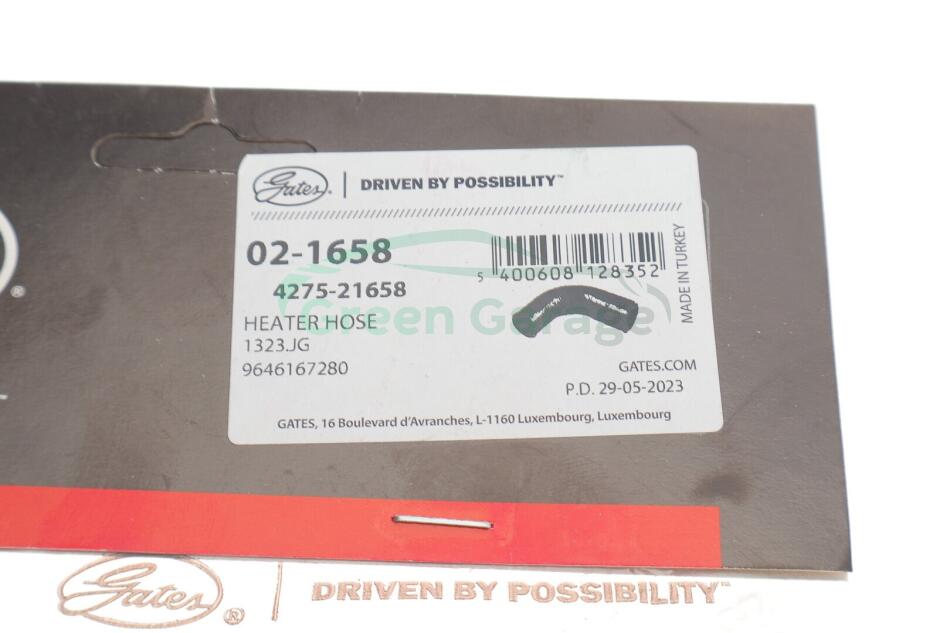 Gates® | DRIVEN BY POSSIBILITY™
02-1658
5 400608 128352
4275-21658
MADE IN TURKEY
Green Garage
HEATER HOSE
1323.JG
9646167280
GATES.COM
P.D. 29-05-2023
GATES, 16 Boulevard d'Avranches, L-1160 Luxembourg, Luxembourg
®
Gates® | DRIVEN BY POSSIBILITY™